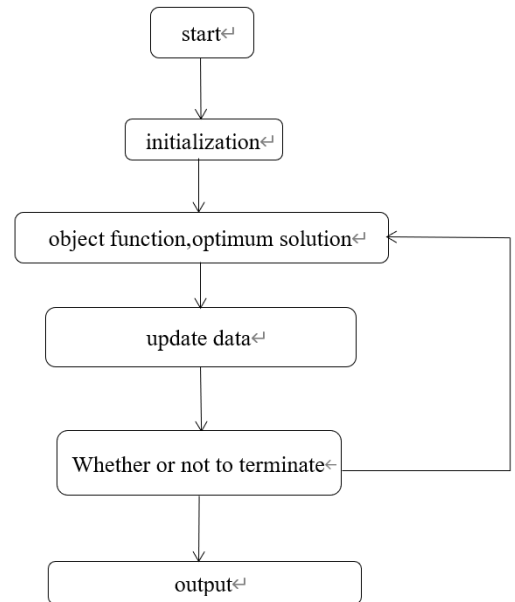 start
initialization
object function,optimum solution
update data
Whether or not to terminate
output